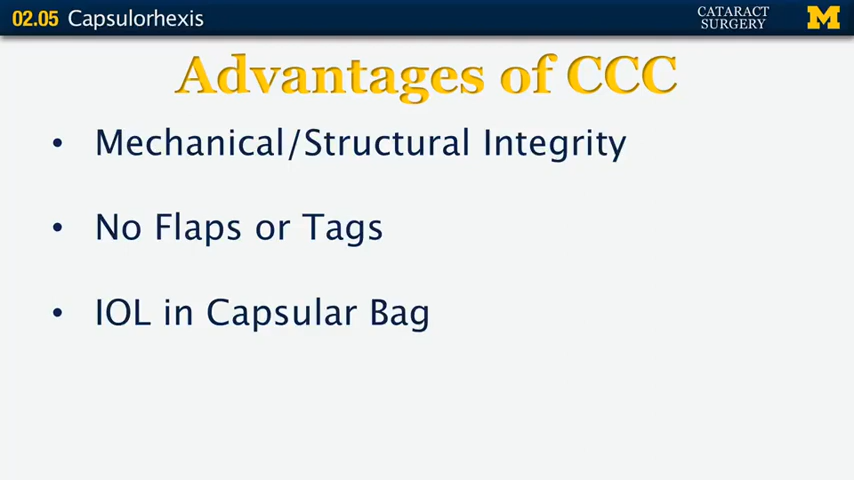 02.05 Capsulorhexis
CATARACT
SURGERY
M
Advantages of CCC
• Mechanical/Structural Integrity
• No Flaps or Tags
• IOL in Capsular Bag